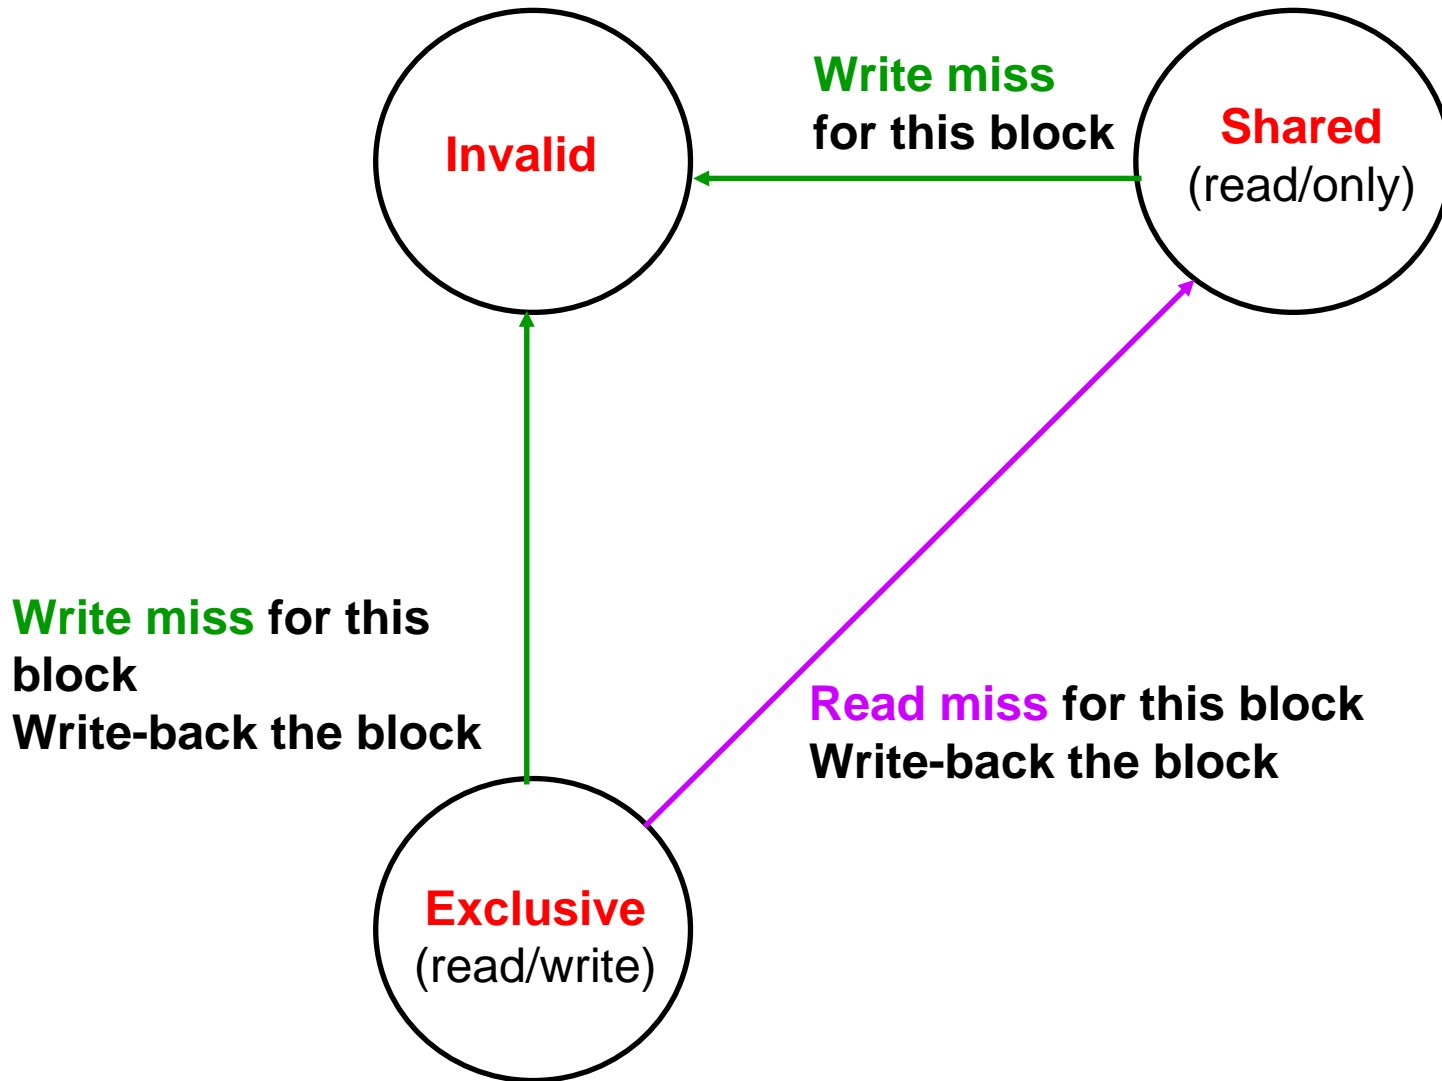 Write miss
for this block
Invalid
Shared
(read/only)
Write miss for this
block
Write-back the block
Read miss for this block
Write-back the block
Exclusive
(read/write)